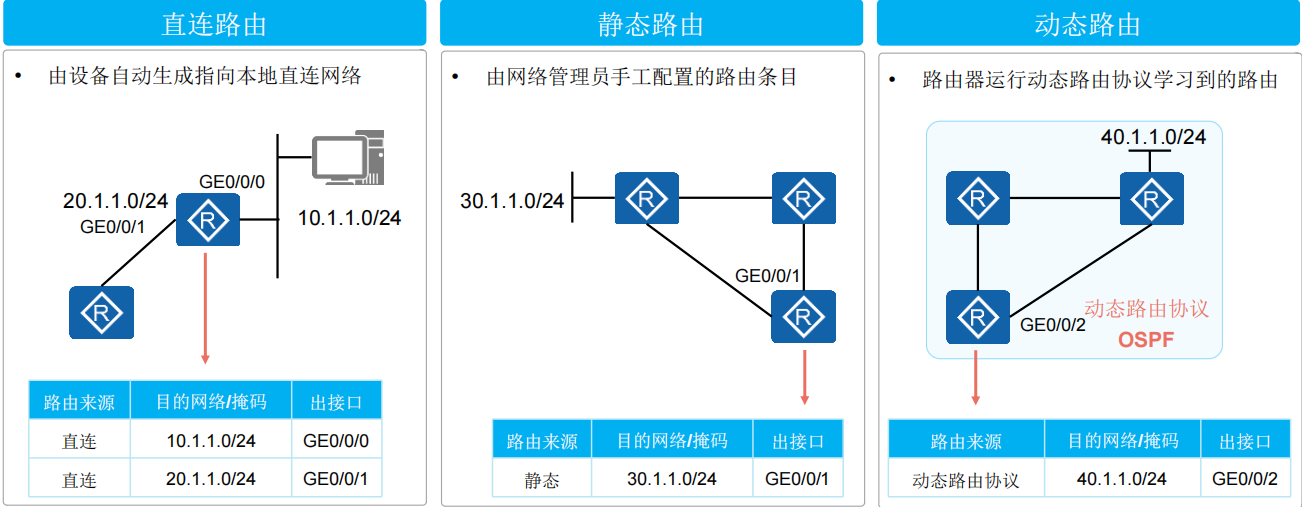 直连路由
• 由设备自动生成指向本地直连网络
GE0/0/0
20.1.1.0/24
GE0/0/1
R
10.1.1.0/24
R
路由来源 目的网络/掩码 出接口
直连 10.1.1.0/24 GE0/0/0
直连 20.1.1.0/24 GE0/0/1
静态路由
• 由网络管理员手工配置的路由条目
30.1.1.0/24
R
R
GE0/0/1
R
路由来源 目的网络/掩码 出接口
静态 30.1.1.0/24 GE0/0/1
动态路由
• 路由器运行动态路由协议学习到的路由
40.1.1.0/24
R
R
R
GE0/0/2
动态路由协议
OSPF
路由来源 目的网络/掩码 出接口
动态路由协议 40.1.1.0/24 GE0/0/2